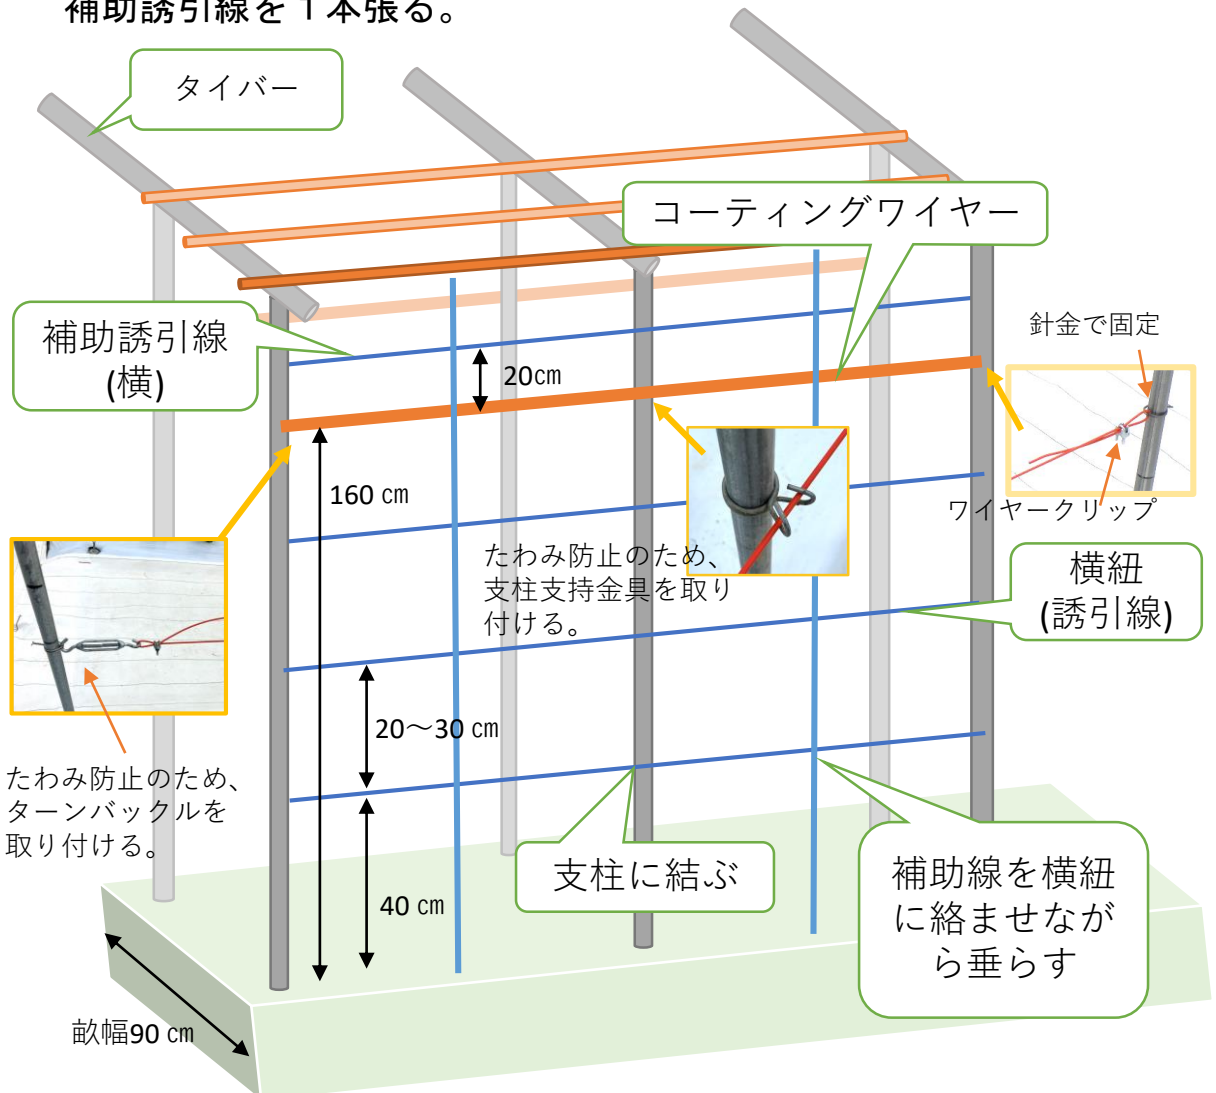 補助誘引線を１本張る。
タイバー
コーティングワイヤー
補助誘引線
(横)
20㎝
針金で固定
160 ㎝
ワイヤークリップ
たわみ防止のため、
支柱支持金具を取り
付ける。
横紐
(誘引線)
20～30 ㎝
たわみ防止のため、
ターンバックルを
取り付ける。
支柱に結ぶ
補助線を横紐
に絡ませなが
ら垂らす
40 ㎝
畝幅90 ㎝